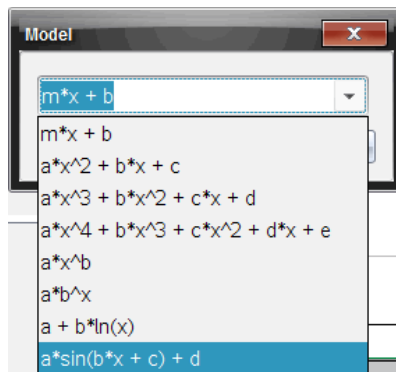 Model
m*x + b
m*x + b
a*x^2 + b*x + c
a*x^3 + b*x^2 + c*x + d
a*x^4 + b*x^3 + c*x^2 + d*x + e
a*x^b
a*b^x
a + b*ln(x)
a*sin(b*x + c) + d